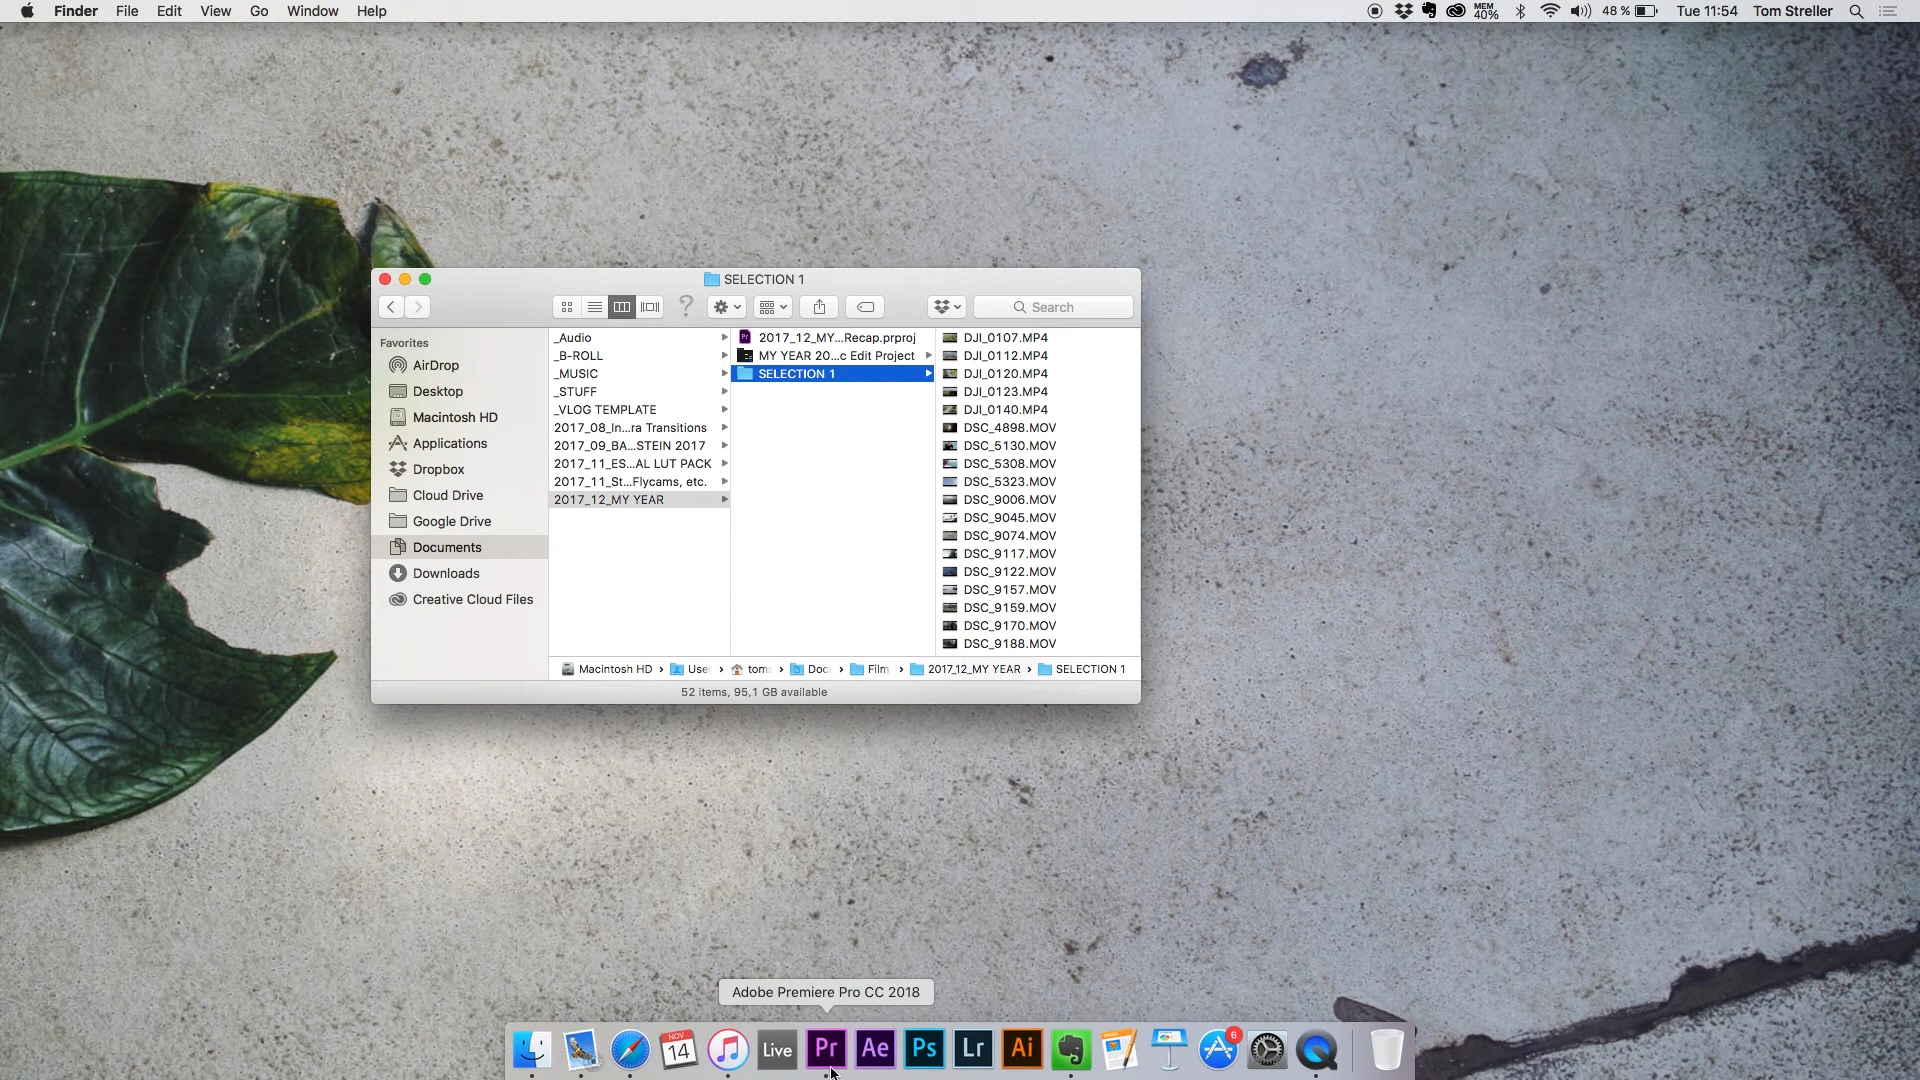 Finder File Edit View Go Window Help MEM 40% 48 % Tue 11:54 Tom Streller
SELECTION 1
Search
Favorites
AirDrop
Desktop
Macintosh HD
Applications
Dropbox
Cloud Drive
Google Drive
Documents
Downloads
Creative Cloud Files
_Audio
_B-ROLL
_MUSIC
_STUFF
_VLOG TEMPLATE
2017_08_In...ra Transitions
2017_09_BA...STEIN 2017
2017_11_ES...AL LUT PACK
2017_11_St...Flycams, etc.
2017_12_MY YEAR
2017_12_MY...Recap.prproj
MY YEAR 20...c Edit Project
SELECTION 1
DJI_0107.MP4
DJI_0112.MP4
DJI_0120.MP4
DJI_0123.MP4
DJI_0140.MP4
DSC_4898.MOV
DSC_5130.MOV
DSC_5308.MOV
DSC_5323.MOV
DSC_9006.MOV
DSC_9045.MOV
DSC_9074.MOV
DSC_9117.MOV
DSC_9122.MOV
DSC_9157.MOV
DSC_9159.MOV
DSC_9170.MOV
DSC_9188.MOV
Macintosh HD › Use › tom › Doc › Film › 2017_12_MY YEAR › SELECTION 1
52 items, 95,1 GB available
Adobe Premiere Pro CC 2018
NOV
14
Live
Pr
Ae
Ps
Lr
Ai
6